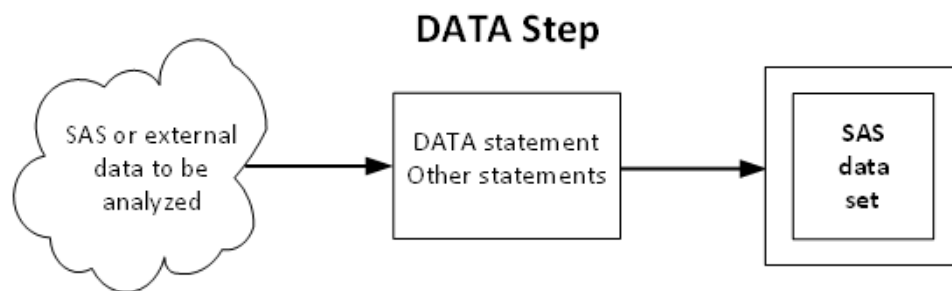 DATA Step
SAS or external
data to be
analyzed
DATA statement
Other statements
SAS
data
set